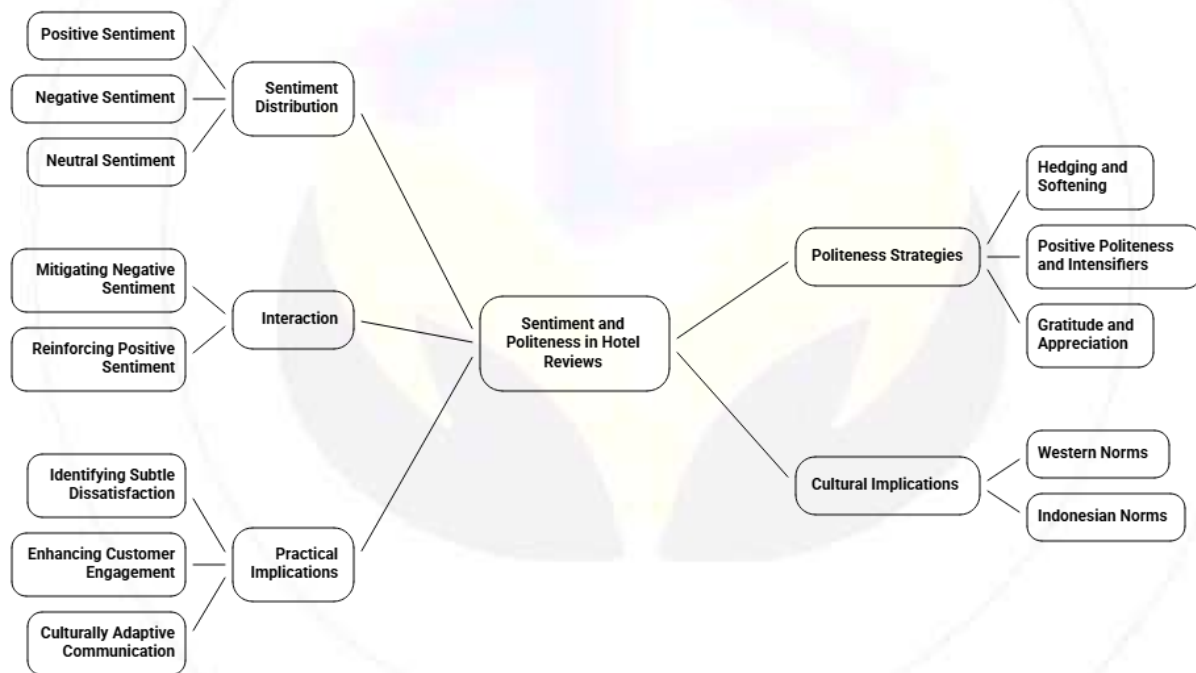 Positive Sentiment
Negative Sentiment
Neutral Sentiment
Sentiment
Distribution
Mitigating Negative
Sentiment
Reinforcing Positive
Sentiment
Interaction
Identifying Subtle
Dissatisfaction
Enhancing Customer
Engagement
Culturally Adaptive
Communication
Practical
Implications
Sentiment and
Politeness in Hotel
Reviews
Politeness Strategies
Hedging and
Softening
Positive Politeness
and Intensifiers
Gratitude and
Appreciation
Cultural Implications
Western Norms
Indonesian Norms